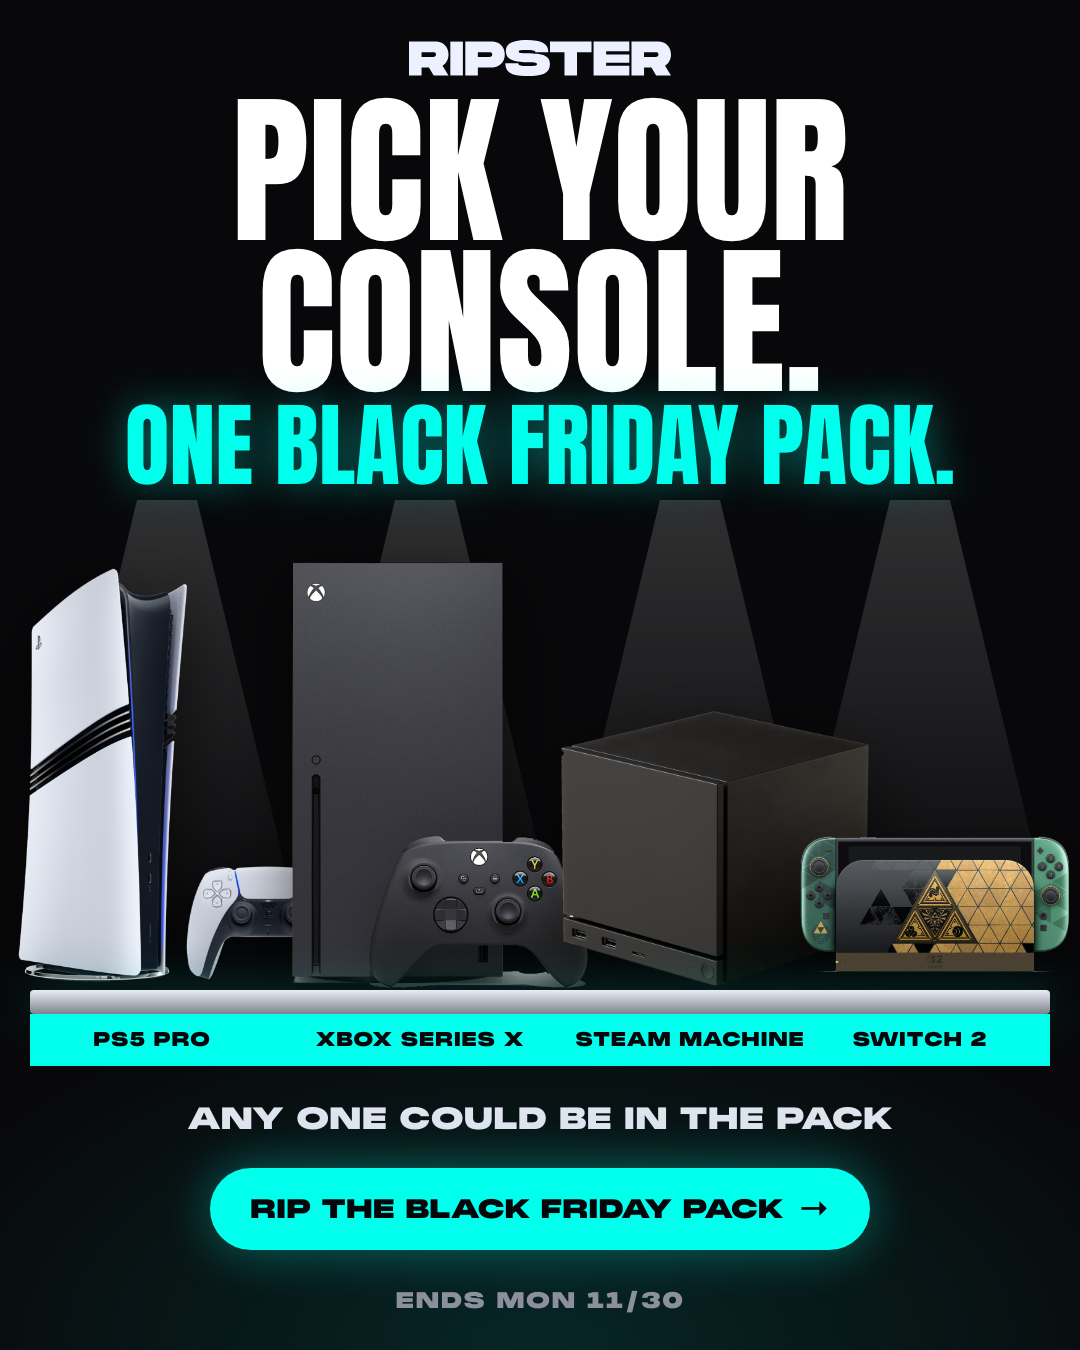 RIPSTER
PICK YOUR
CONSOLE.
ONE BLACK FRIDAY PACK.
Y
X
B
A
PS5 PRO
XBOX SERIES X
STEAM MACHINE
SWITCH 2
ANY ONE COULD BE IN THE PACK
RIP THE BLACK FRIDAY PACK →
ENDS MON 11/30